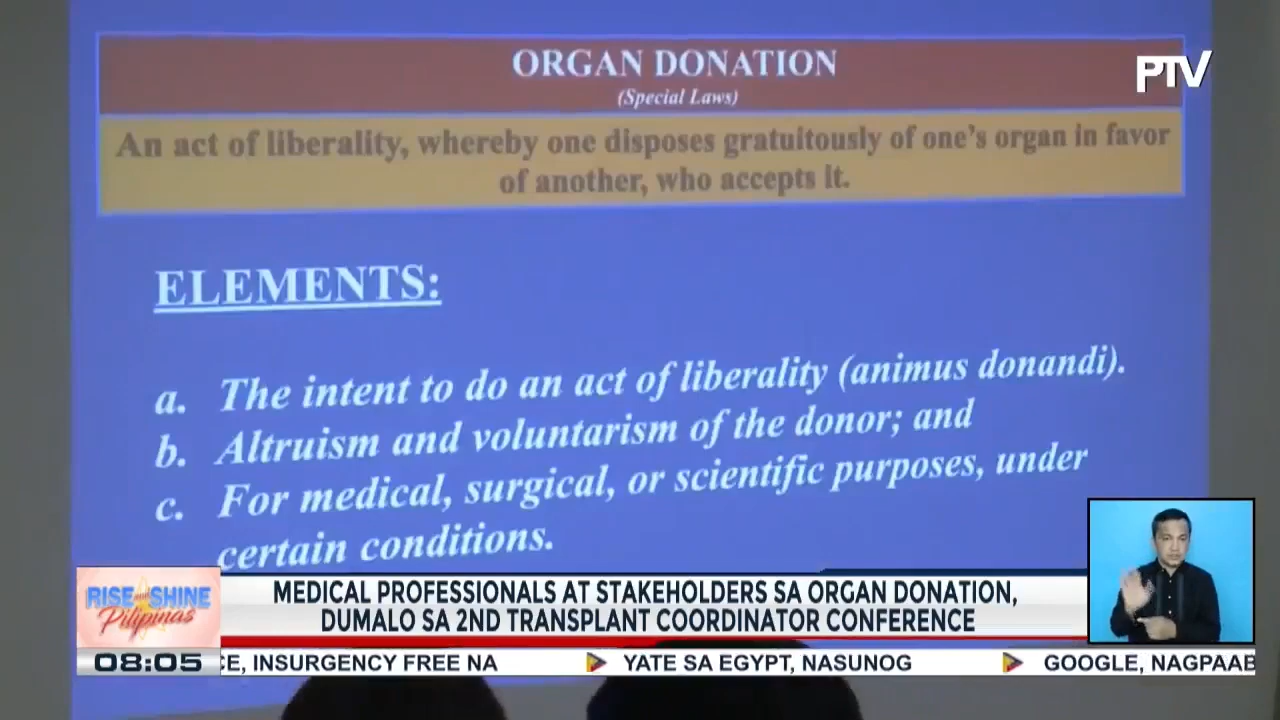 ORGAN DONATION
(Special Laws)
An act of liberality, whereby one disposes gratuitously of one's organ in favor
of another, who accepts it.
ELEMENTS:
a. The intent to do an act of liberality (animus donandi).
b. Altruism and voluntarism of the donor; and
c. For medical, surgical, or scientific purposes, under
certain conditions.
PTV
RISE AND SHINE
Pilipinas
MEDICAL PROFESSIONALS AT STAKEHOLDERS SA ORGAN DONATION,
DUMALO SA 2ND TRANSPLANT COORDINATOR CONFERENCE
08:05
CE, INSURGENCY FREE NA YATE SA EGYPT, NASUNOG GOOGLE, NAGPAAB